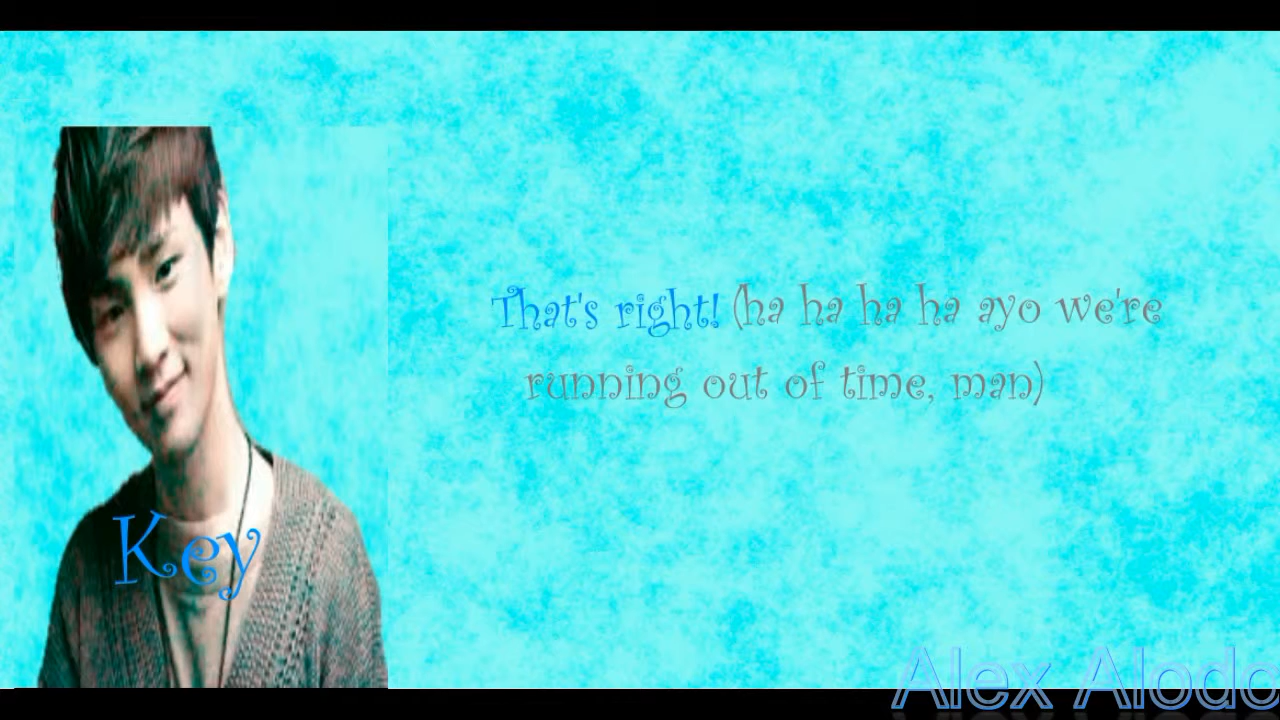 That's right! (ha ha ha ha ayo we're
running out of time, man)
Key
Alex Alodo